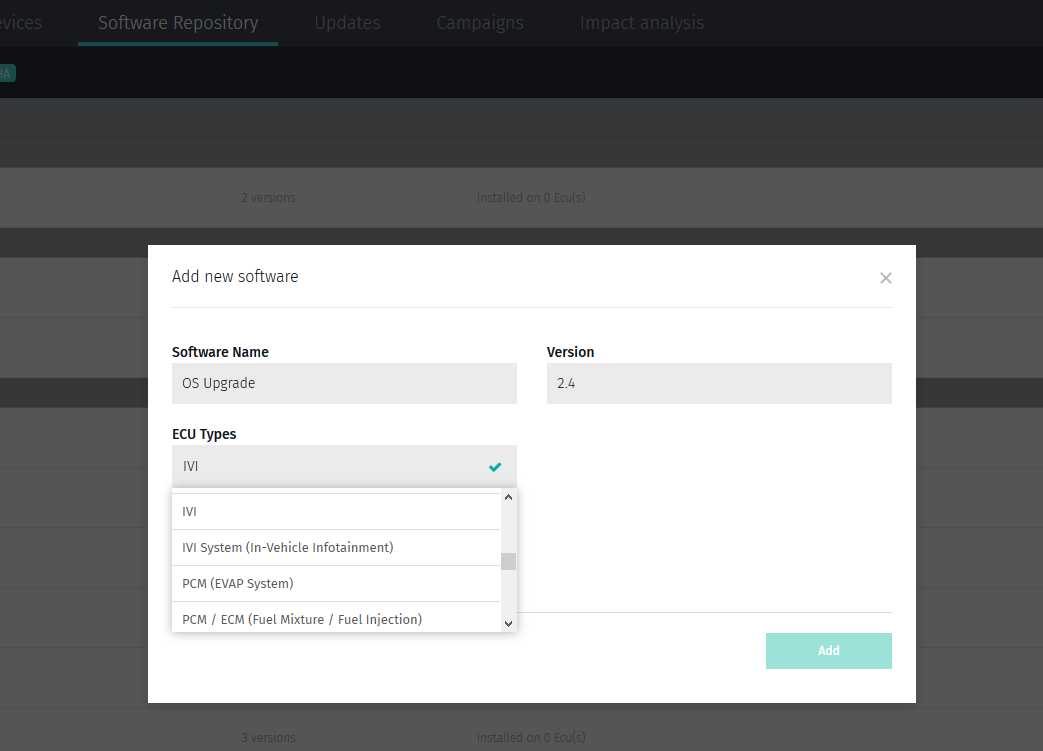 evices Software Repository Updates Campaigns Impact analysis
HA
2 versions Installed on 0 Ecu(s)
Add new software
Software Name Version
OS Upgrade 2.4
ECU Types
IVI
IVI
IVI System (In-Vehicle Infotainment)
PCM (EVAP System)
PCM / ECM (Fuel Mixture / Fuel Injection)
Add
3 versions Installed on 0 Ecu(s)